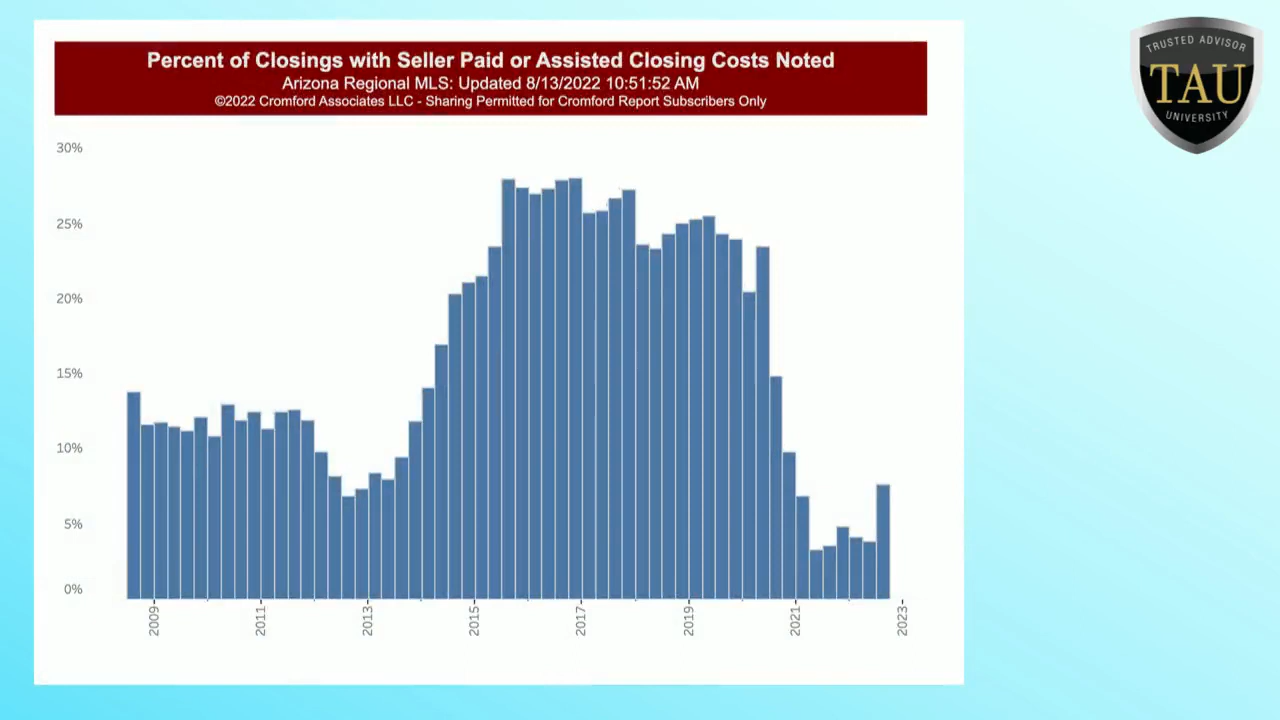 Percent of Closings with Seller Paid or Assisted Closing Costs Noted
Arizona Regional MLS: Updated 8/13/2022 10:51:52 AM
©2022 Cromford Associates LLC - Sharing Permitted for Cromford Report Subscribers Only
TRUSTED ADVISOR
TAU
UNIVERSITY
30%
25%
20%
15%
10%
5%
0%
2009
2011
2013
2015
2017
2019
2021
2023